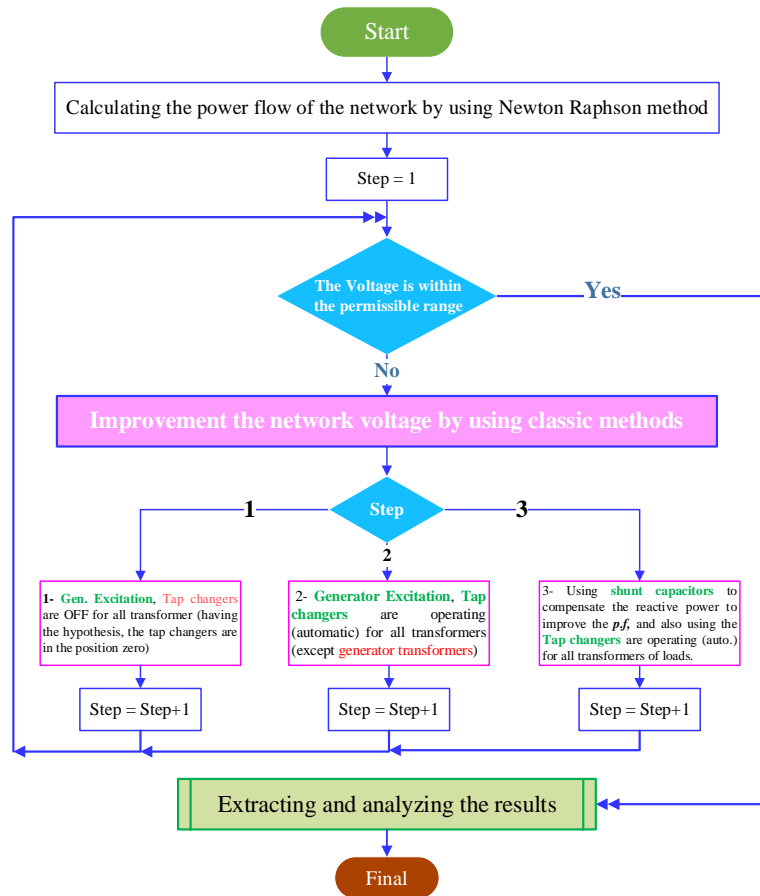 Start
Calculating the power flow of the network by using Newton Raphson method
Step = 1
The Voltage is within
the permissible range
Yes
No
Improvement the network voltage by using classic methods
Step
1
2
3
1- Gen. Excitation, Tap changers
are OFF for all transformer (having
the hypothesis, the tap changers are
in the position zero)
2- Generator Excitation, Tap
changers are operating
(automatic) for all transformers
(except generator transformers)
3- Using shunt capacitors to
compensate the reactive power to
improve the p.f, and also using the
Tap changers are operating (auto.)
for all transformers of loads.
Step = Step+1
Step = Step+1
Step = Step+1
Extracting and analyzing the results
Final